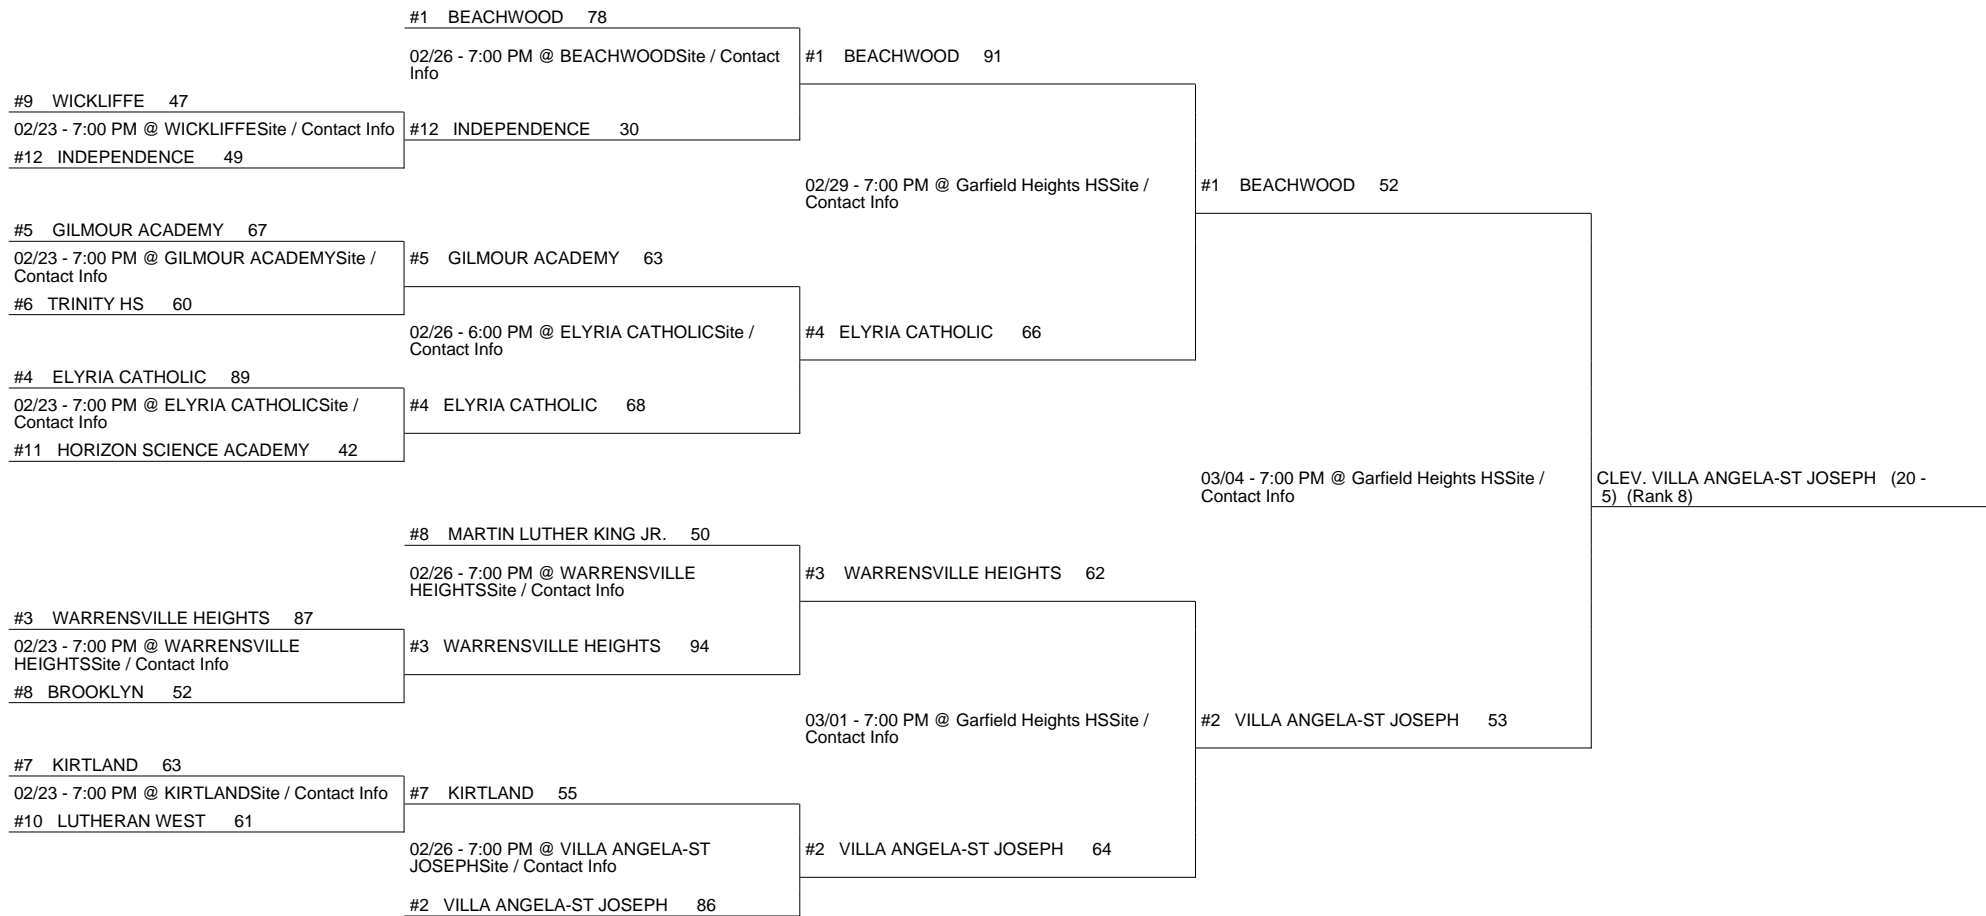 #1 BEACHWOOD 78
02/26 - 7:00 PM @ BEACHWOODSite / Contact
Info
#1 BEACHWOOD 91
#9 WICKLIFFE 47
02/23 - 7:00 PM @ WICKLIFFESite / Contact Info
#12 INDEPENDENCE 30
#12 INDEPENDENCE 49
02/29 - 7:00 PM @ Garfield Heights HSSite /
Contact Info
#1 BEACHWOOD 52
#5 GILMOUR ACADEMY 67
02/23 - 7:00 PM @ GILMOUR ACADEMYSite /
Contact Info
#5 GILMOUR ACADEMY 63
#6 TRINITY HS 60
02/26 - 6:00 PM @ ELYRIA CATHOLICSite /
Contact Info
#4 ELYRIA CATHOLIC 66
#4 ELYRIA CATHOLIC 89
02/23 - 7:00 PM @ ELYRIA CATHOLICSite /
Contact Info
#4 ELYRIA CATHOLIC 68
#11 HORIZON SCIENCE ACADEMY 42
03/04 - 7:00 PM @ Garfield Heights HSSite /
Contact Info
CLEV. VILLA ANGELA-ST JOSEPH (20 -
5) (Rank 8)
#8 MARTIN LUTHER KING JR. 50
02/26 - 7:00 PM @ WARRENSVILLE
HEIGHTSSite / Contact Info
#3 WARRENSVILLE HEIGHTS 62
#3 WARRENSVILLE HEIGHTS 87
02/23 - 7:00 PM @ WARRENSVILLE
HEIGHTSSite / Contact Info
#3 WARRENSVILLE HEIGHTS 94
#8 BROOKLYN 52
03/01 - 7:00 PM @ Garfield Heights HSSite /
Contact Info
#2 VILLA ANGELA-ST JOSEPH 53
#7 KIRTLAND 63
02/23 - 7:00 PM @ KIRTLANDSite / Contact Info
#7 KIRTLAND 55
#10 LUTHERAN WEST 61
02/26 - 7:00 PM @ VILLA ANGELA-ST
JOSEPHSite / Contact Info
#2 VILLA ANGELA-ST JOSEPH 64
#2 VILLA ANGELA-ST JOSEPH 86